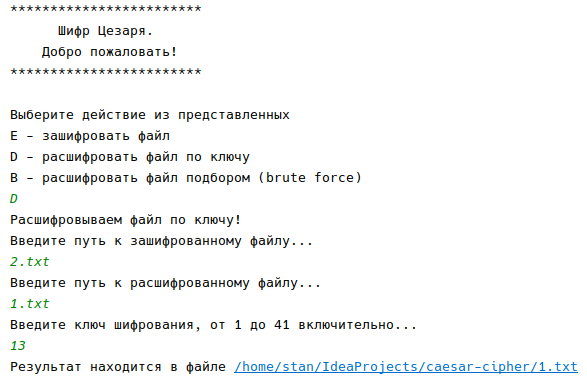 ************************
Шифр Цезаря.
Добро пожаловать!
************************
Выберите действие из представленных
E – зашифровать файл
D – расшифровать файл по ключу
B – расшифровать файл подбором (brute force)
D
Расшифровываем файл по ключу!
Введите путь к зашифрованному файлу...
2.txt
Введите путь к расшифрованному файлу...
1.txt
Введите ключ шифрования, от 1 до 41 включительно...
13
Результат находится в файле /home/stan/IdeaProjects/caesar-cipher/1.txt